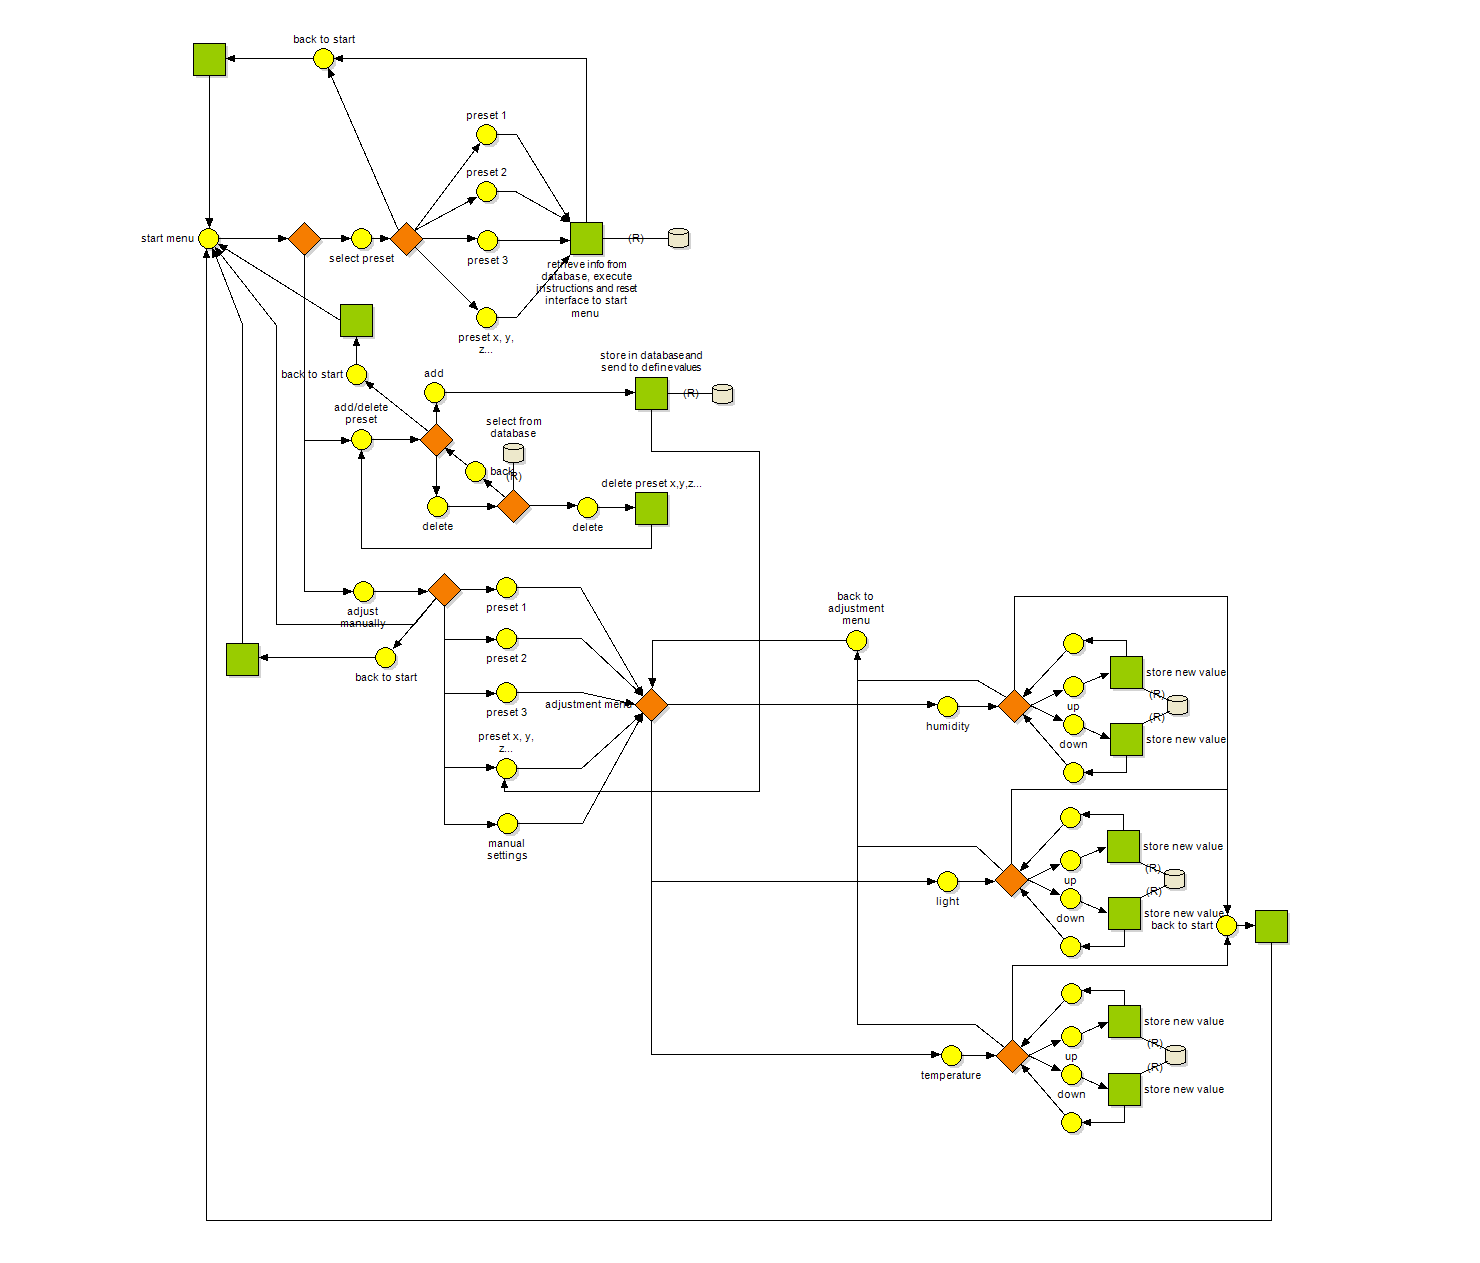 back to start
preset 1
preset 2
start menu
select preset
preset 3
(R)
retrieve info from
database, execute
instructions and reset
interface to start
menu
preset x, y,
z...
back to start
add
store in database and
send to define values
(R)
add/delete
preset
select from
database
back
(R)
delete preset x,y,z...
delete
delete
adjust
manually
preset 1
back to
adjustment
menu
preset 2
back to start
store new value
(R)
preset 3
adjustment menu
up
(R)
humidity
down
store new value
preset x, y,
z...
manual
settings
store new value
(R)
up
(R)
light
down
store new value
back to start
store new value
(R)
up
(R)
temperature
down
store new value